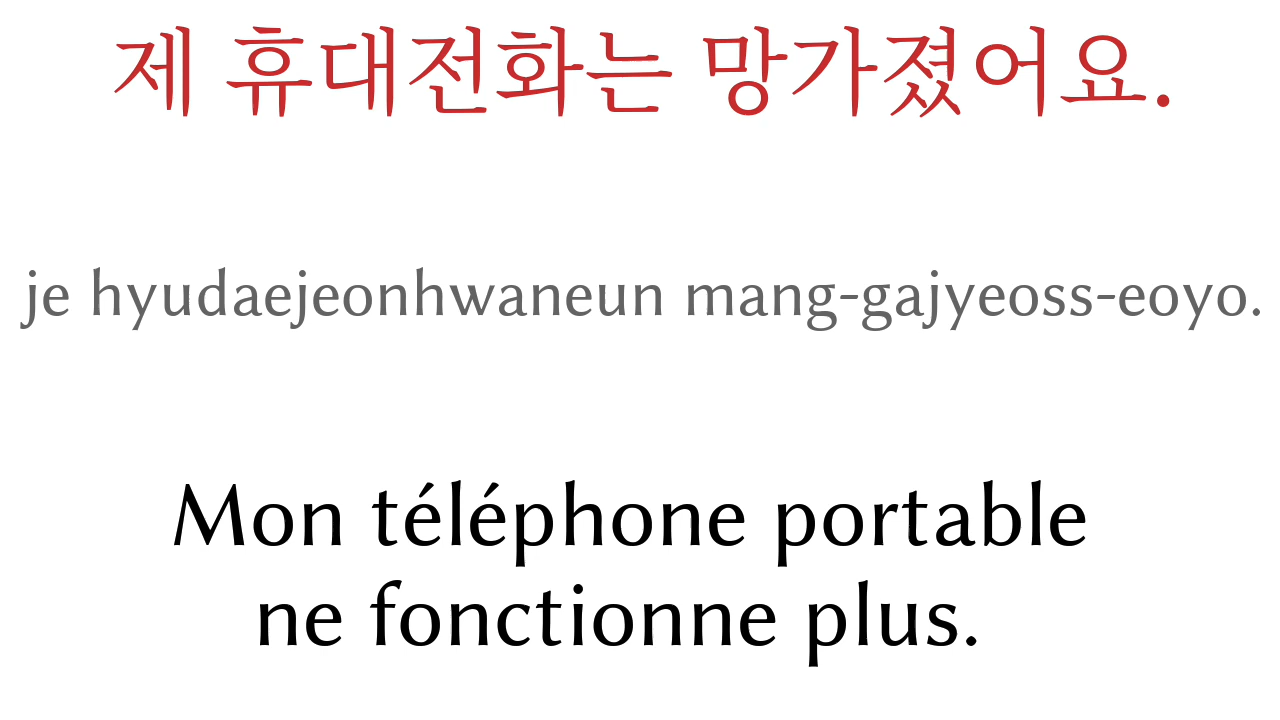 제 휴대전화는 망가졌어요.
je hyudaejeonhwaneun mang-gajyeoss-eoyo.
Mon téléphone portable
ne fonctionne plus.